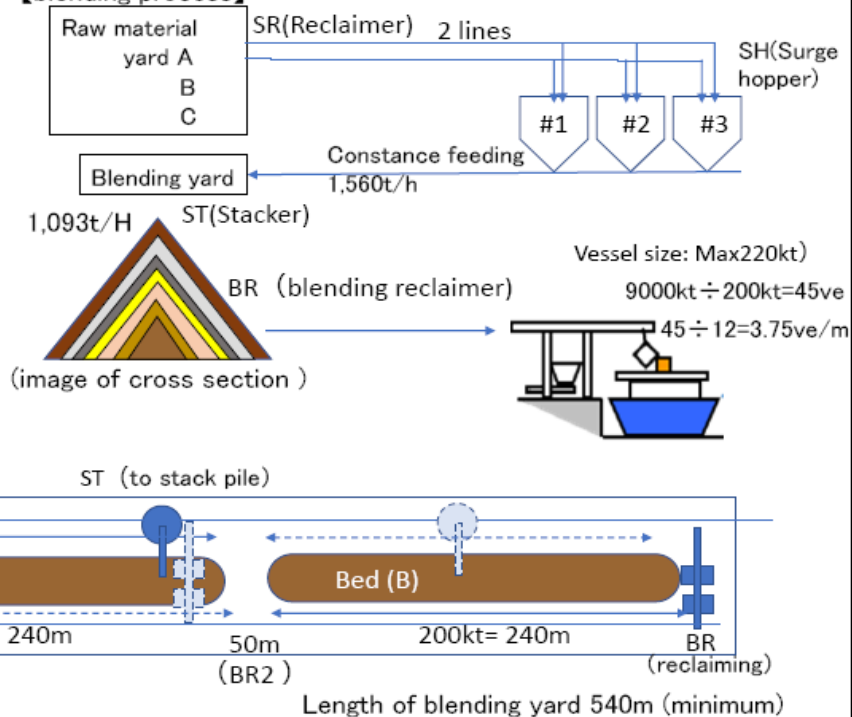 【blending process】
Raw material
yard A
B
C
SR(Reclaimer)
2 lines
SH(Surge
hopper)
#1
#2
#3
Constance feeding
1,560t/h
Blending yard
1,093t/H
ST(Stacker)
BR （blending reclaimer)
(image of cross section )
Vessel size: Max220kt)
9000kt÷200kt=45ve
45÷12=3.75ve/m
ST （to stack pile)
Bed (B)
240m
50m
(BR2 )
200kt= 240m
BR
(reclaiming)
Length of blending yard 540m (minimum)